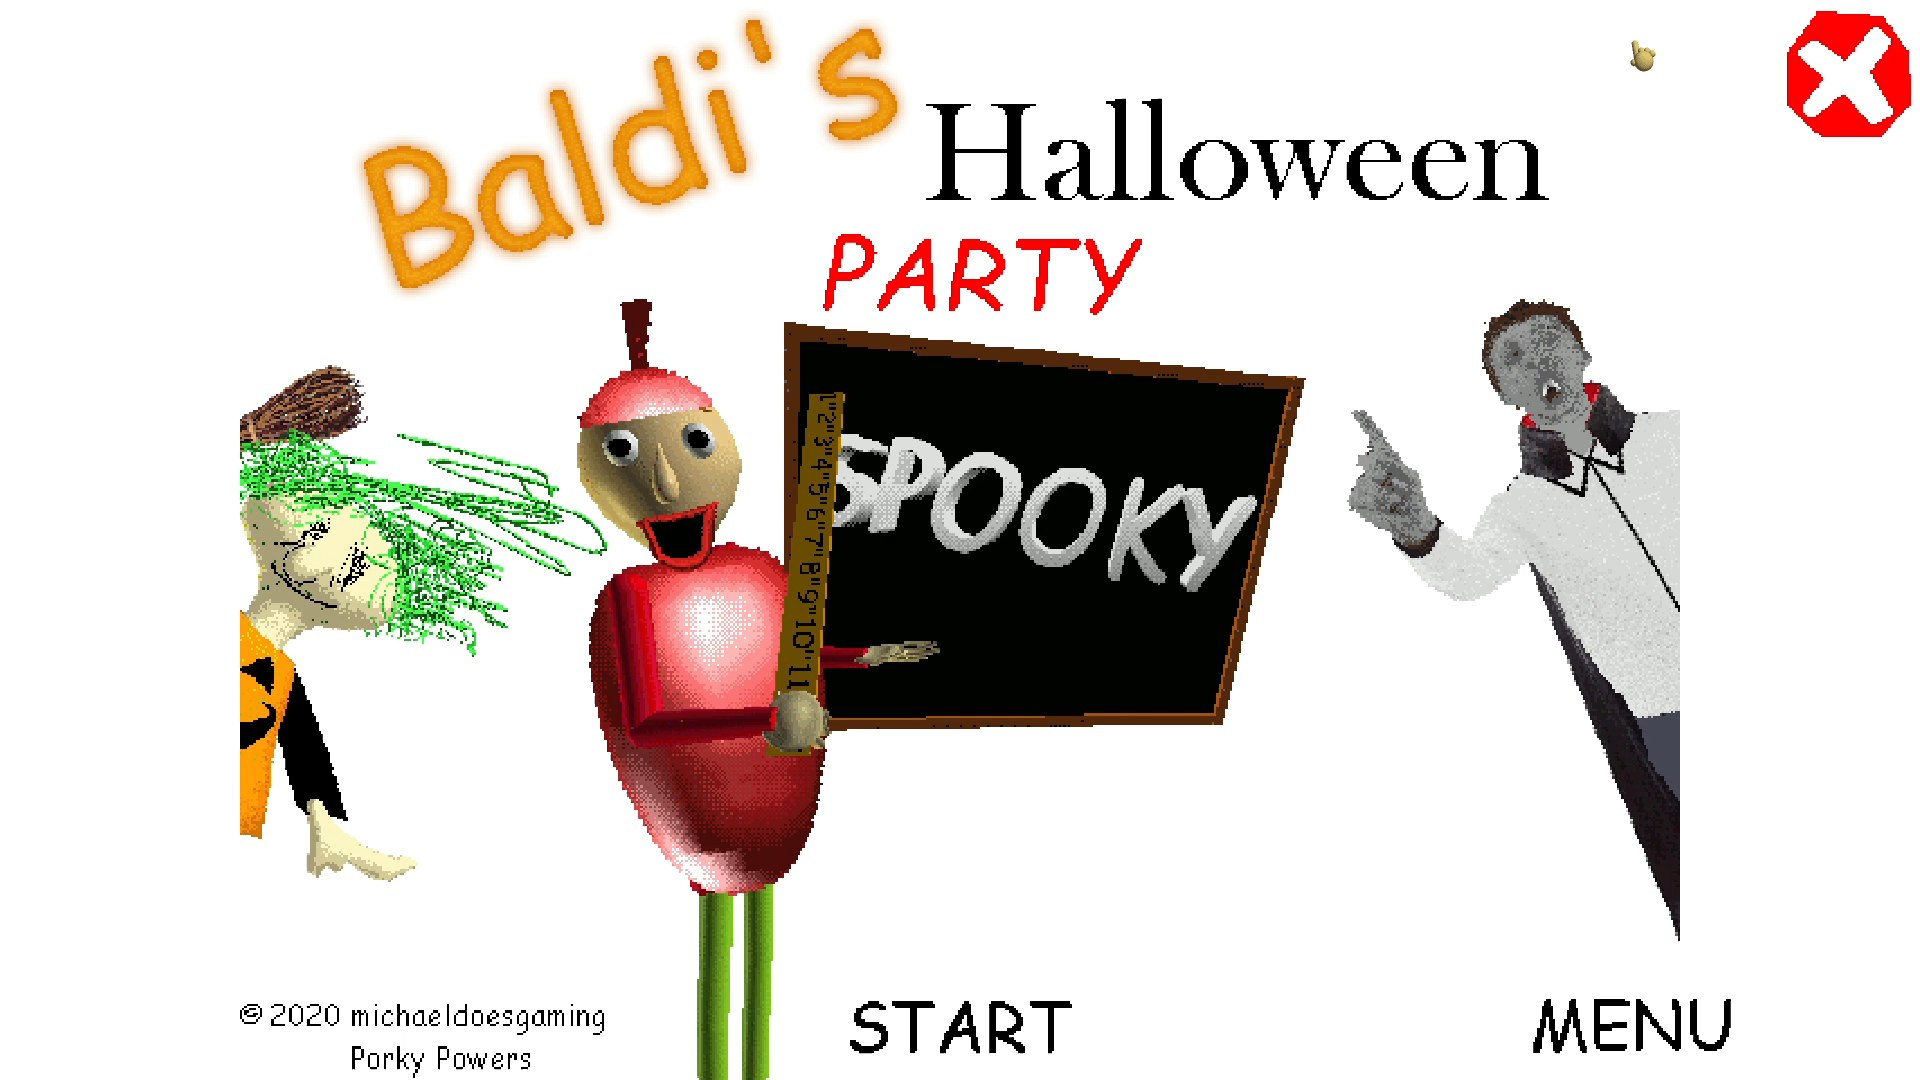 Baldi's
Halloween
PARTY
SPOOKY
1" 2" 3" 4" 5" 6" 7" 8" 9" 10" 11
© 2020 michaeldoesgaming
Porky Powers
START
MENU